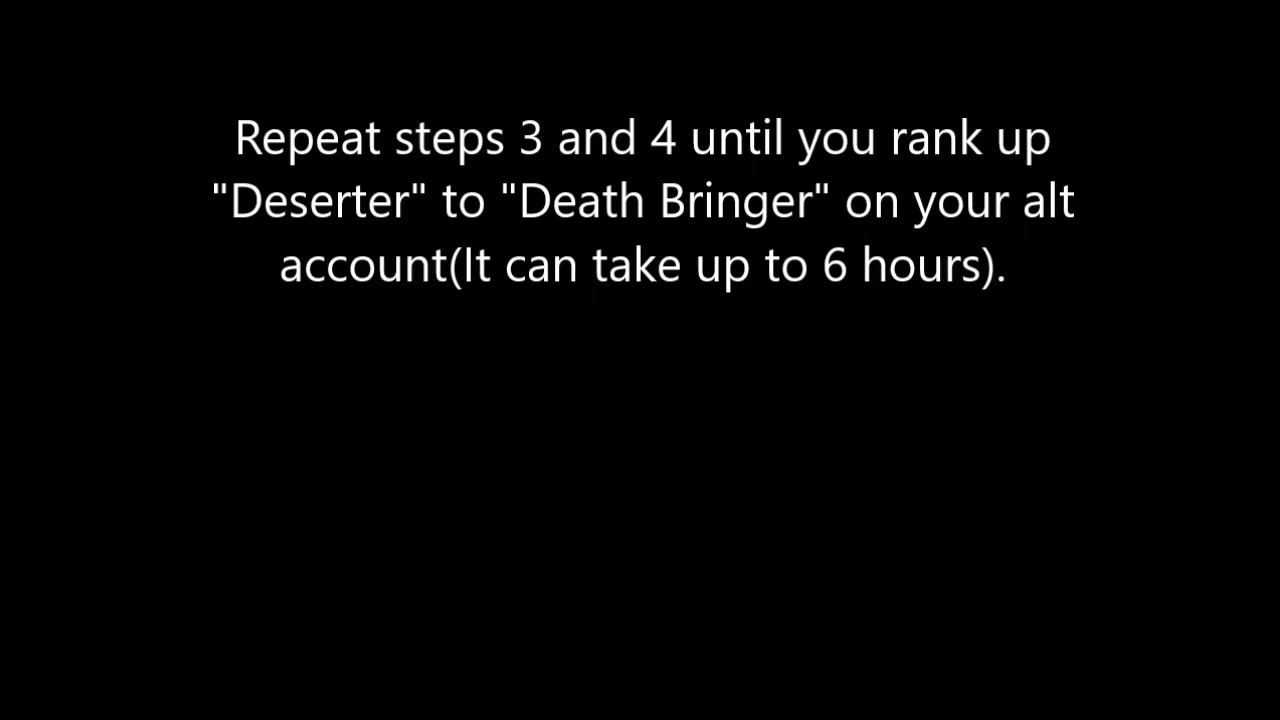 Repeat steps 3 and 4 until you rank up
"Deserter" to "Death Bringer" on your alt
account(It can take up to 6 hours).